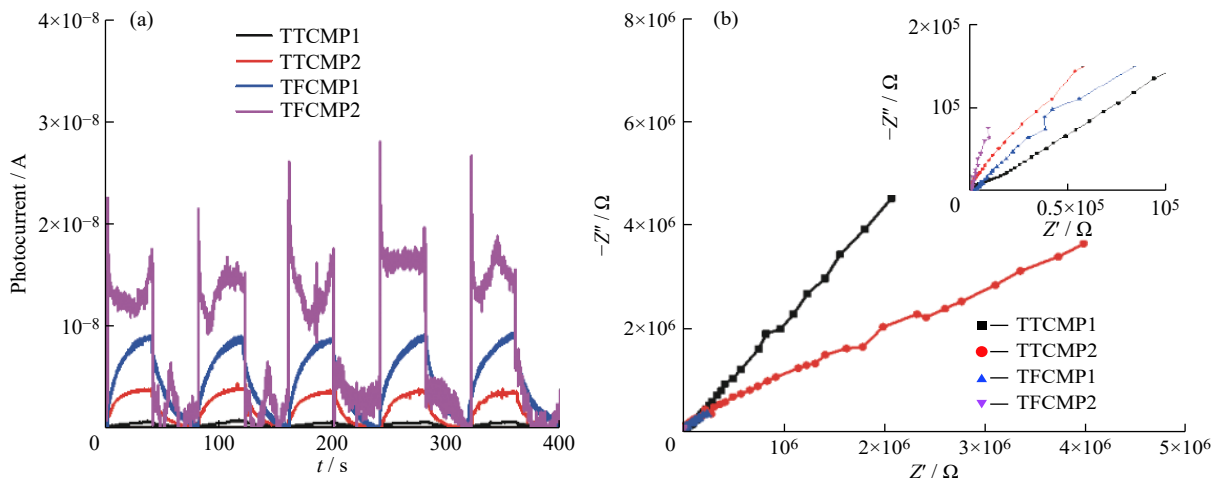 (a)
4×10⁻⁸
3×10⁻⁸
2×10⁻⁸
10⁻⁸
0
100
200
300
400
t / s
Photocurrent / A
TTCMP1
TTCMP2
TFCMP1
TFCMP2
(b)
8×10⁶
6×10⁶
4×10⁶
2×10⁶
0
10⁶
2×10⁶
3×10⁶
4×10⁶
5×10⁶
Z′ / Ω
−Z″ / Ω
2×10⁵
10⁵
0
0.5×10⁵
10⁵
Z′ / Ω
−Z″ / Ω
TTCMP1
TTCMP2
TFCMP1
TFCMP2